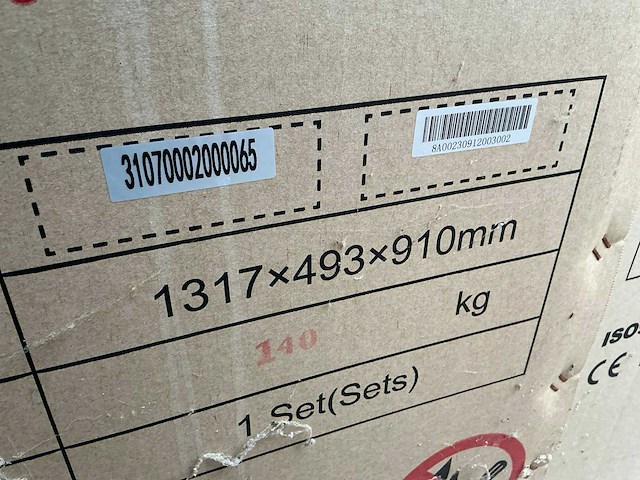 31070002000065
8A00230912003002
1317×493×910mm
140 kg
1 Set(Sets)
ISO
CE